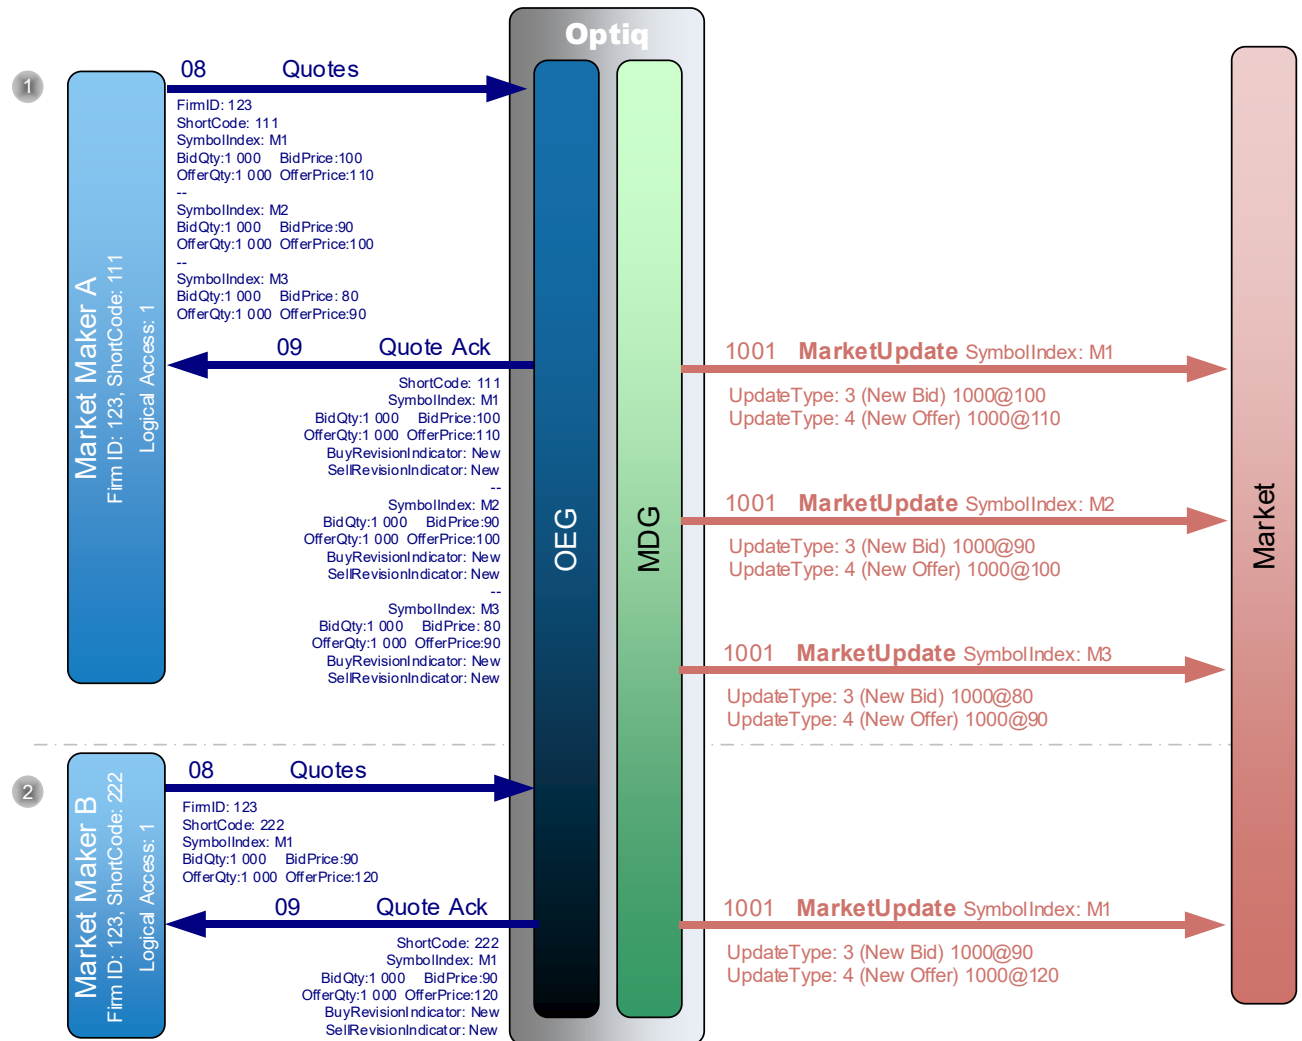 Optiq
1
08 Quotes
FirmID: 123
ShortCode: 111
SymbolIndex: M1
BidQty:1 000 BidPrice:100
OfferQty:1 000 OfferPrice:110
--
SymbolIndex: M2
BidQty:1 000 BidPrice:90
OfferQty:1 000 OfferPrice:100
--
SymbolIndex: M3
BidQty:1 000 BidPrice: 80
OfferQty:1 000 OfferPrice:90
Market Maker A
Firm ID: 123, ShortCode: 111
Logical Access: 1
09 Quote Ack
ShortCode: 111
SymbolIndex: M1
BidQty:1 000 BidPrice:100
OfferQty:1 000 OfferPrice:110
BuyRevisionIndicator: New
SellRevisionIndicator: New
--
SymbolIndex: M2
BidQty:1 000 BidPrice:90
OfferQty:1 000 OfferPrice:100
BuyRevisionIndicator: New
SellRevisionIndicator: New
--
SymbolIndex: M3
BidQty:1 000 BidPrice: 80
OfferQty:1 000 OfferPrice:90
BuyRevisionIndicator: New
SellRevisionIndicator: New
OEG
MDG
1001 MarketUpdate SymbolIndex: M1
UpdateType: 3 (New Bid) 1000@100
UpdateType: 4 (New Offer) 1000@110
1001 MarketUpdate SymbolIndex: M2
UpdateType: 3 (New Bid) 1000@90
UpdateType: 4 (New Offer) 1000@100
1001 MarketUpdate SymbolIndex: M3
UpdateType: 3 (New Bid) 1000@80
UpdateType: 4 (New Offer) 1000@90
Market
2
Market Maker B
Firm ID: 123, ShortCode: 222
Logical Access: 1
08 Quotes
FirmID: 123
ShortCode: 222
SymbolIndex: M1
BidQty:1 000 BidPrice:90
OfferQty:1 000 OfferPrice:120
09 Quote Ack
ShortCode: 222
SymbolIndex: M1
BidQty:1 000 BidPrice:90
OfferQty:1 000 OfferPrice:120
BuyRevisionIndicator: New
SellRevisionIndicator: New
1001 MarketUpdate SymbolIndex: M1
UpdateType: 3 (New Bid) 1000@90
UpdateType: 4 (New Offer) 1000@120